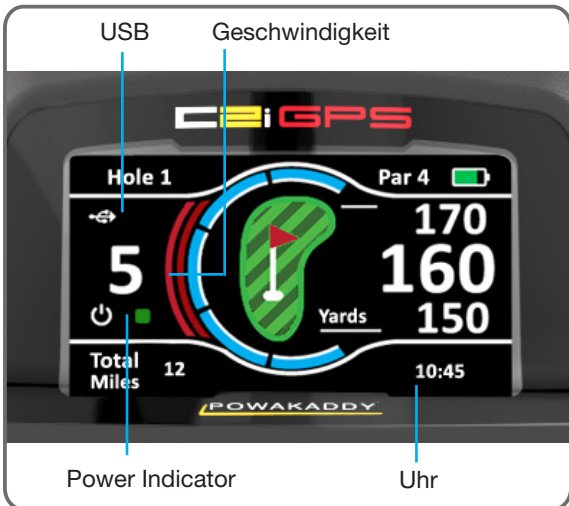 USB
Geschwindigkeit
C2i GPS
Hole 1
Par 4
170
5
160
Yards
150
Total
Miles
12
10:45
POWAKADDY
Power Indicator
Uhr